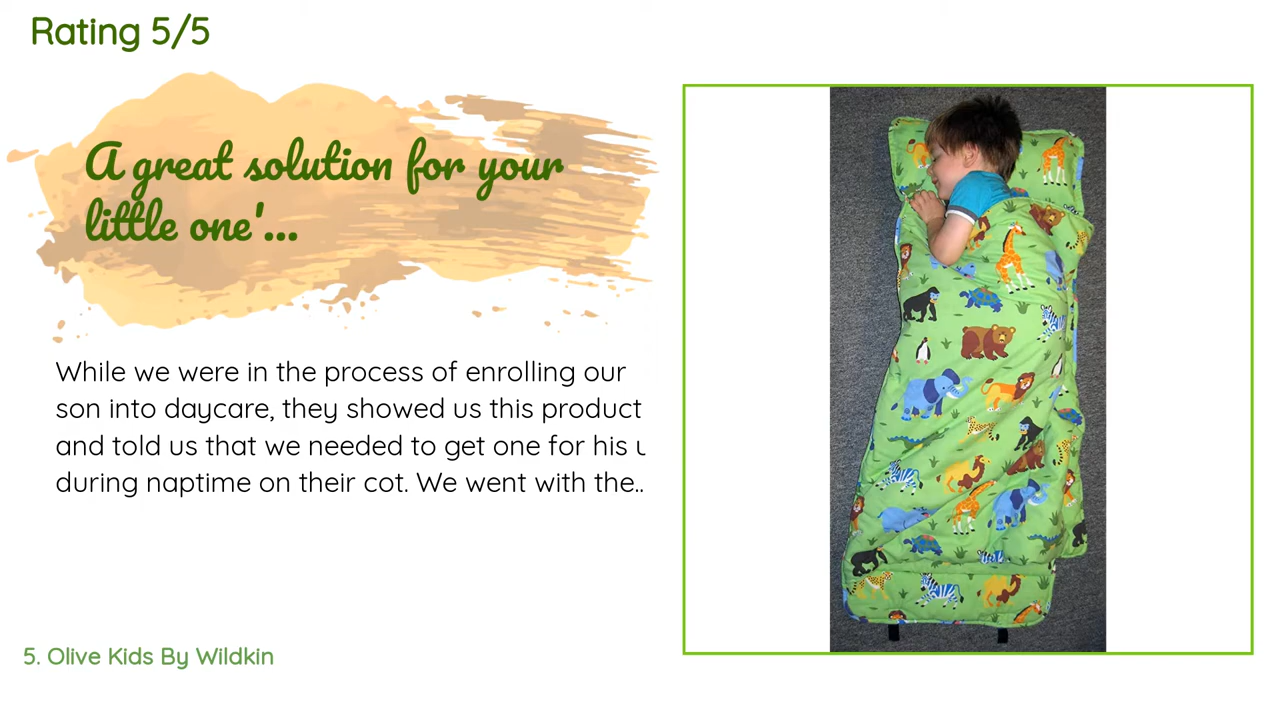 Rating 5/5
A great solution for your
little one'...
While we were in the process of enrolling our
son into daycare, they showed us this product
and told us that we needed to get one for his
during naptime on their cot. We went with the..
5. Olive Kids By Wildkin